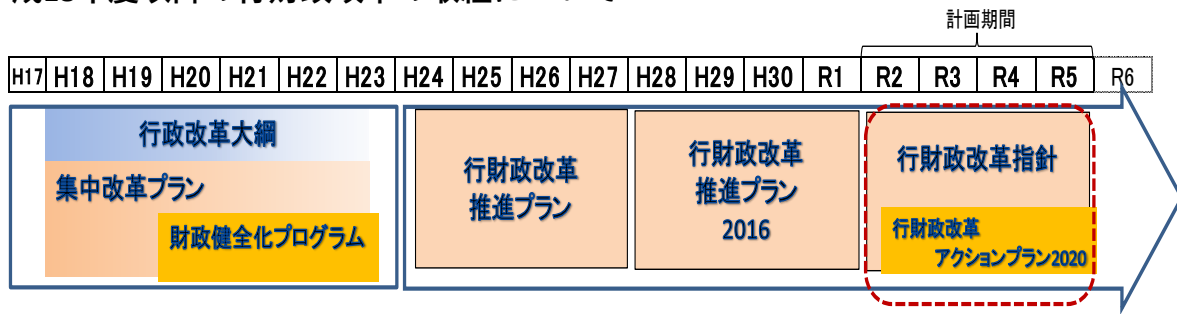 計画期間
H17 H18 H19 H20 H21 H22 H23 H24 H25 H26 H27 H28 H29 H30 R1 R2 R3 R4 R5 R6
行政改革大綱
集中改革プラン
財政健全化プログラム
行財政改革
推進プラン
行財政改革
推進プラン
2016
行財政改革指針
行財政改革
アクションプラン2020